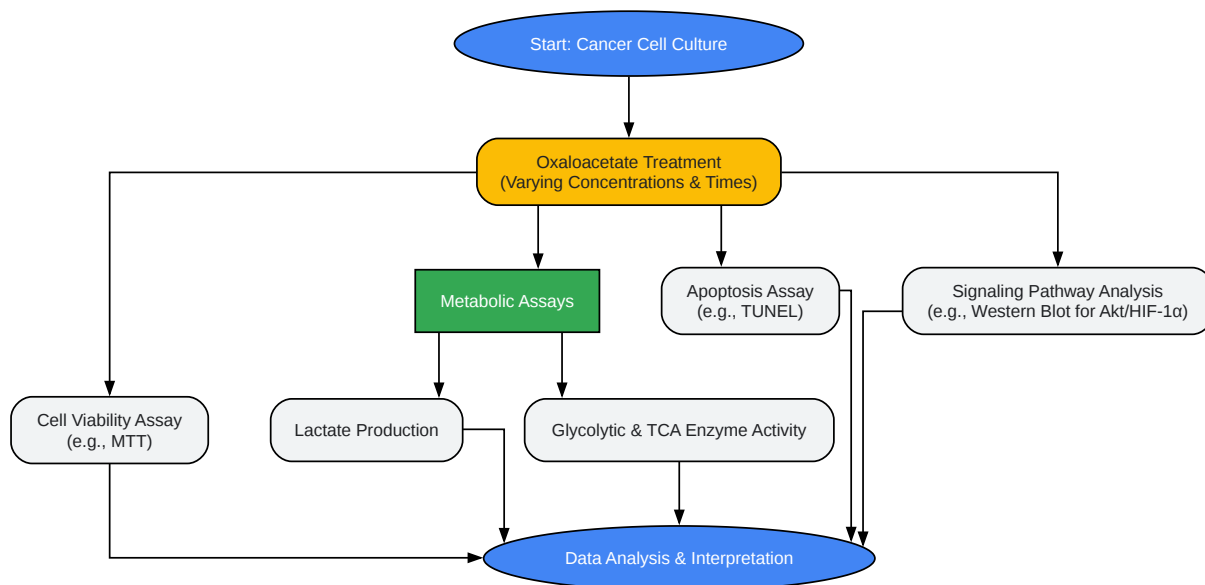 Start: Cancer Cell Culture
Oxaloacetate Treatment
(Varying Concentrations & Times)
Metabolic Assays
Apoptosis Assay
(e.g., TUNEL)
Signaling Pathway Analysis
(e.g., Western Blot for Akt/HIF-1α)
Cell Viability Assay
(e.g., MTT)
Lactate Production
Glycolytic & TCA Enzyme Activity
Data Analysis & Interpretation